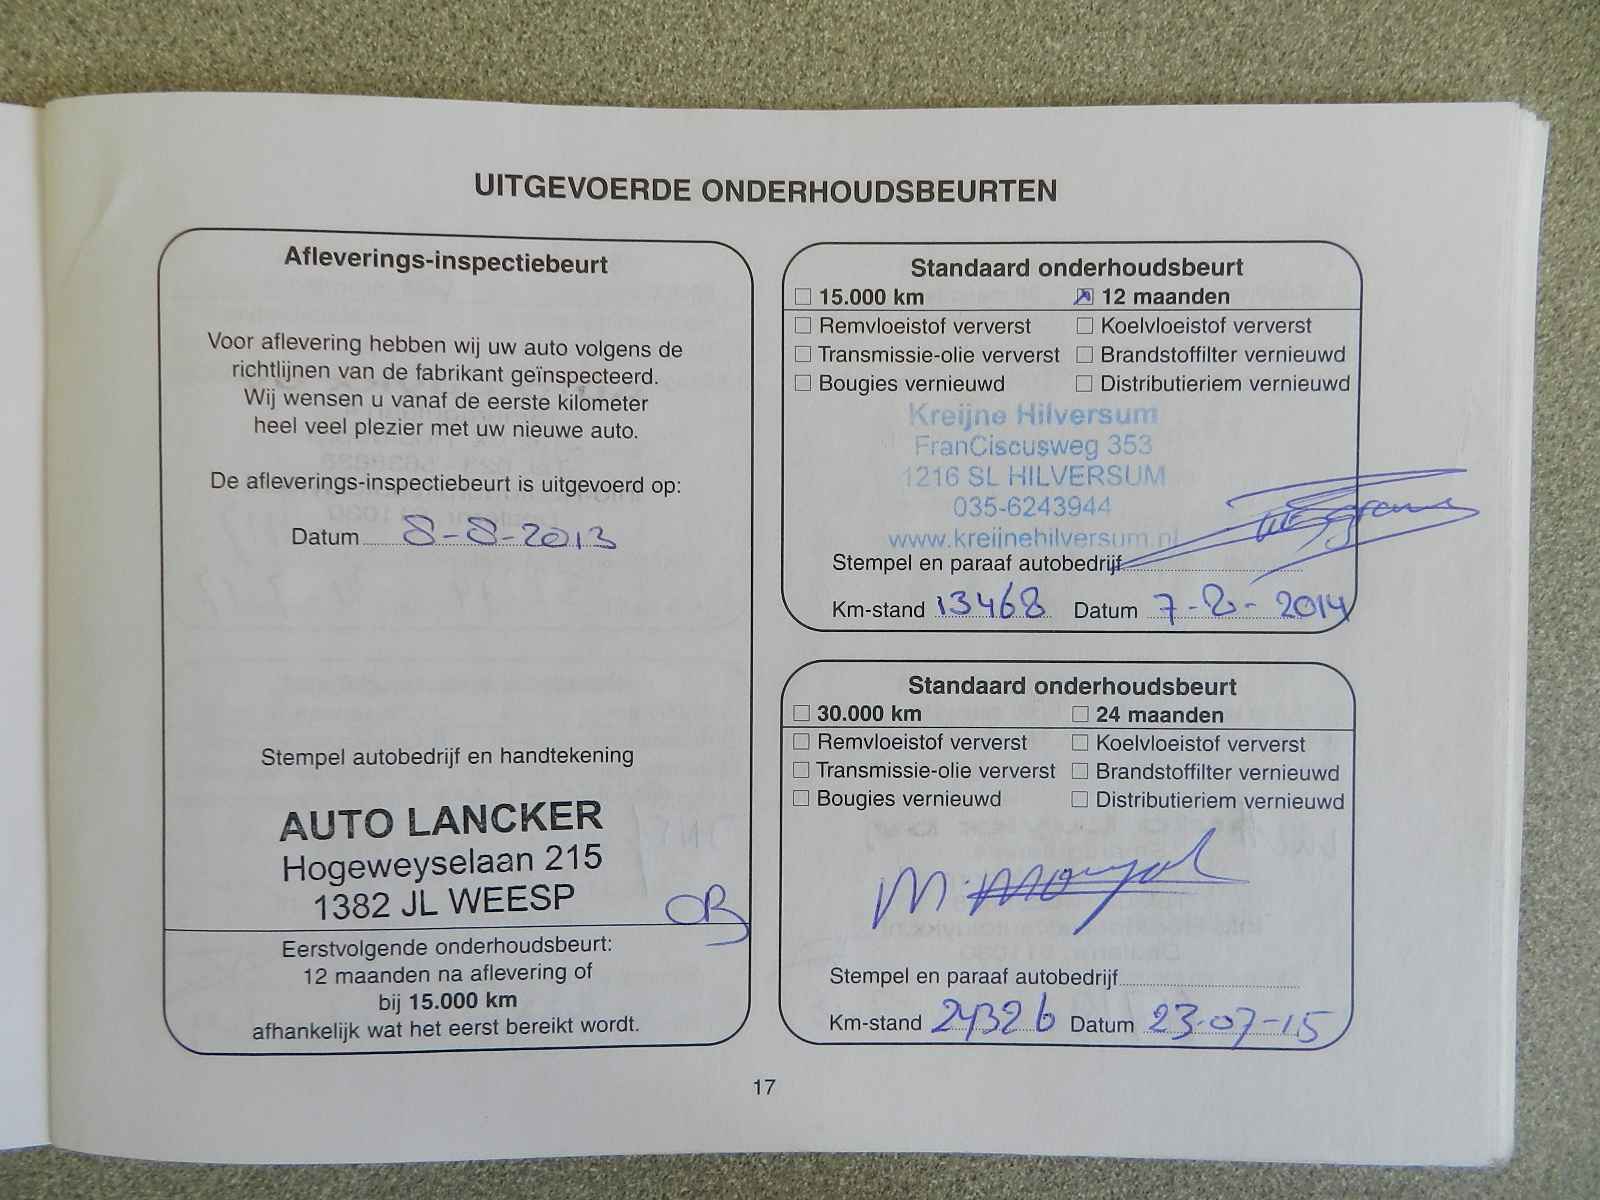 UITGEVOERDE ONDERHOUDSBEURTEN
Afleverings-inspectiebeurt
Voor aflevering hebben wij uw auto volgens de
richtlijnen van de fabrikant geïnspecteerd.
Wij wensen u vanaf de eerste kilometer
heel veel plezier met uw nieuwe auto.
De afleverings-inspectiebeurt is uitgevoerd op:
Datum 8-8-2013
Stempel autobedrijf en handtekening
AUTO LANCKER
Hogeweyselaan 215
1382 JL WEESP
Eerstvolgende onderhoudsbeurt:
12 maanden na aflevering of
bij 15.000 km
afhankelijk wat het eerst bereikt wordt.
Standaard onderhoudsbeurt
15.000 km 12 maanden
Remvloeistof ververst Koelvloeistof ververst
Transmissie-olie ververst Brandstoffilter vernieuwd
Bougies vernieuwd Distributieriem vernieuwd
Kreijne Hilversum
FranCiscusweg 353
1216 SL HILVERSUM
035-6243944
www.kreijnehilversum.nl
Stempel en paraaf autobedrijf
Km-stand 13468 Datum 7-8-2014
Standaard onderhoudsbeurt
30.000 km 24 maanden
Remvloeistof ververst Koelvloeistof ververst
Transmissie-olie ververst Brandstoffilter vernieuwd
Bougies vernieuwd Distributieriem vernieuwd
Stempel en paraaf autobedrijf
Km-stand 24326 Datum 23-07-15
17